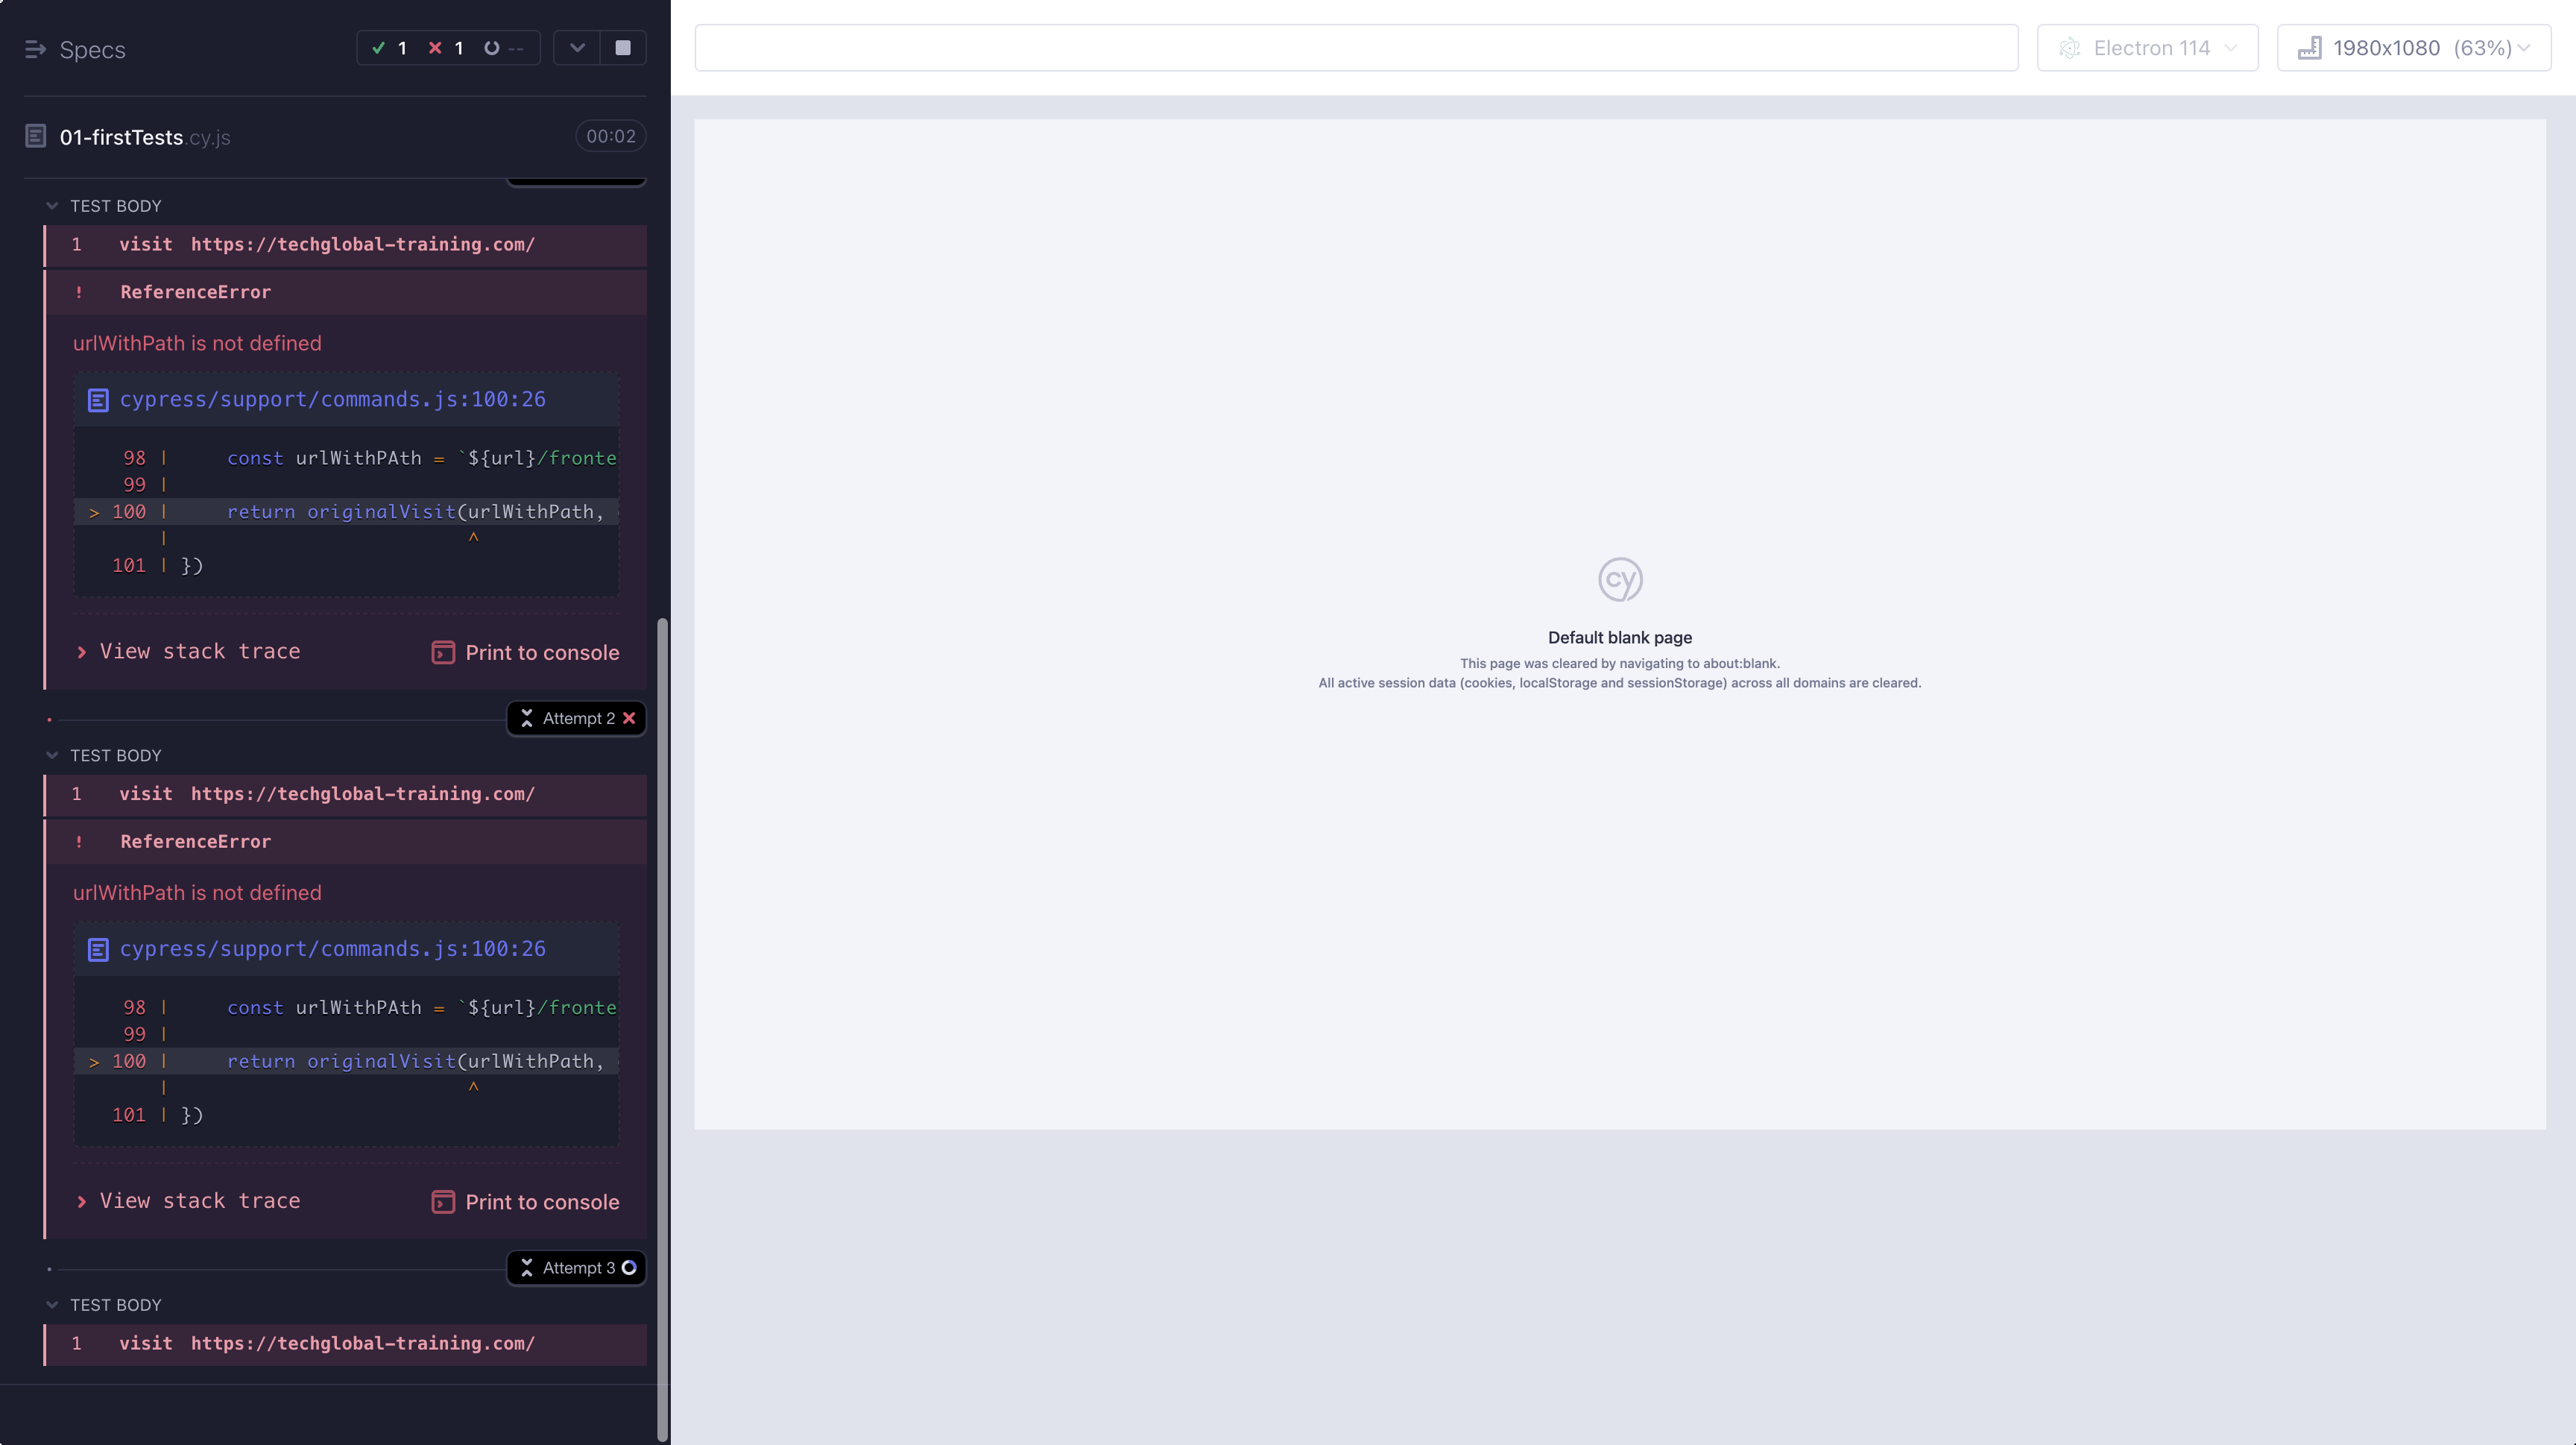 Specs
1 1 --
01-firstTests.cy.js
00:02
TEST BODY
1 visit https://techglobal-training.com/
! ReferenceError
urlWithPath is not defined
cypress/support/commands.js:100:26
98 | const urlWithPAth = `${url}/fronte
99 |
> 100 | return originalVisit(urlWithPath,
| ^
101 | })
View stack trace
Print to console
Attempt 2
TEST BODY
1 visit https://techglobal-training.com/
! ReferenceError
urlWithPath is not defined
cypress/support/commands.js:100:26
98 | const urlWithPAth = `${url}/fronte
99 |
> 100 | return originalVisit(urlWithPath,
| ^
101 | })
View stack trace
Print to console
Attempt 3
TEST BODY
1 visit https://techglobal-training.com/
Electron 114
1980x1080 (63%)
cy
Default blank page
This page was cleared by navigating to about:blank.
All active session data (cookies, localStorage and sessionStorage) across all domains are cleared.